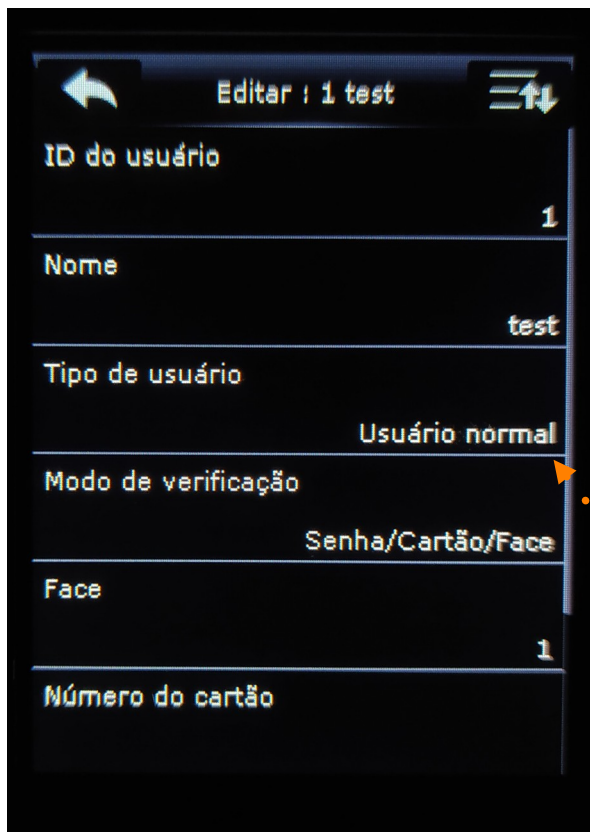 Editar : 1 test
ID do usuário
1
Nome
test
Tipo de usuário
Usuário normal
Modo de verificação
Senha/Cartão/Face
Face
1
Número do cartão